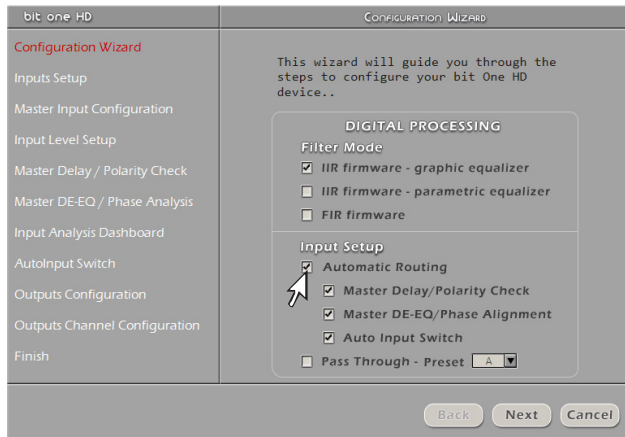 bit one HD
Configuration Wizard
Configuration Wizard
Inputs Setup
Master Input Configuration
Input Level Setup
Master Delay / Polarity Check
Master DE-EQ / Phase Analysis
Input Analysis Dashboard
AutoInput Switch
Outputs Configuration
Outputs Channel Configuration
Finish
This wizard will guide you through the
steps to configure your bit One HD
device..
DIGITAL PROCESSING
Filter Mode
IIR firmware - graphic equalizer
IIR firmware - parametric equalizer
FIR firmware
Input Setup
Automatic Routing
Master Delay/Polarity Check
Master DE-EQ/Phase Alignment
Auto Input Switch
Pass Through - Preset A
Back Next Cancel